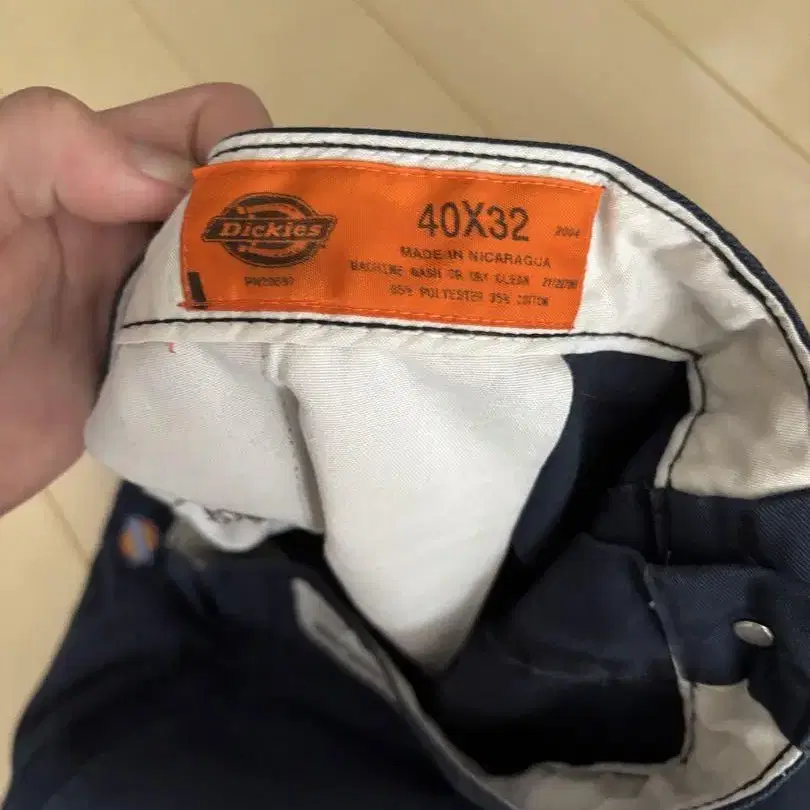 Dickies
40X32 2004
MADE IN NICARAGUA
MACHINE WASH OR DRY CLEAN
65% POLYESTER 35% COTTON